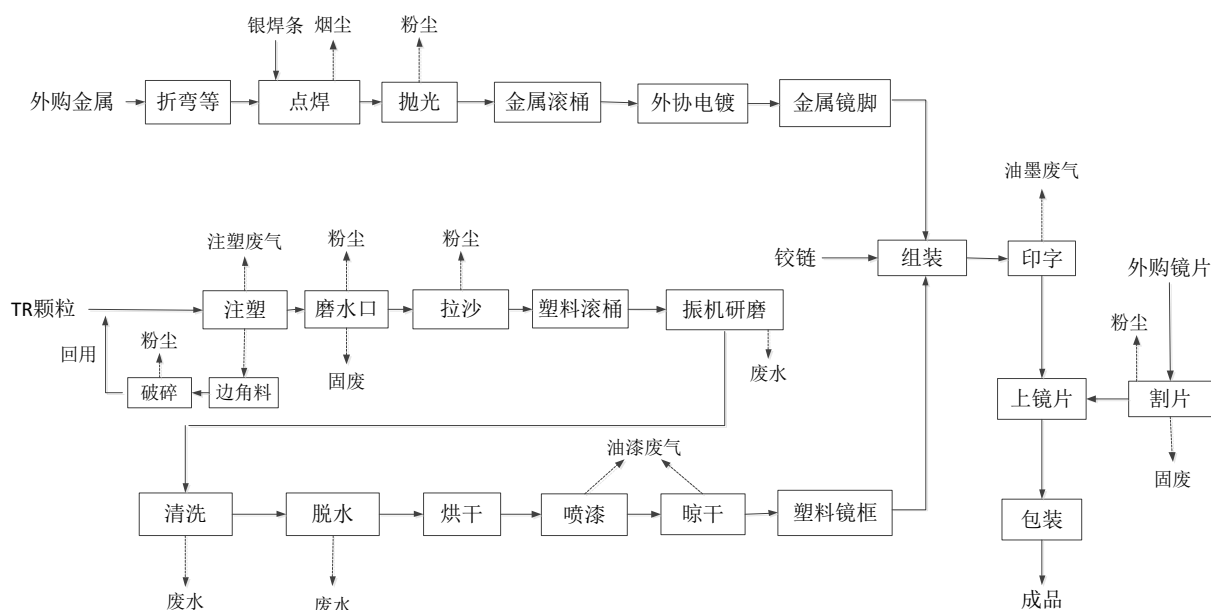 银焊条
烟尘
粉尘
外购金属
折弯等
点焊
抛光
金属滚桶
外协电镀
金属镜脚
油墨废气
注塑废气
粉尘
粉尘
铰链
组装
印字
外购镜片
TR颗粒
注塑
磨水口
拉沙
塑料滚桶
振机研磨
粉尘
回用
粉尘
固废
废水
破碎
边角料
上镜片
割片
油漆废气
固废
清洗
脱水
烘干
喷漆
晾干
塑料镜框
包装
废水
废水
成品